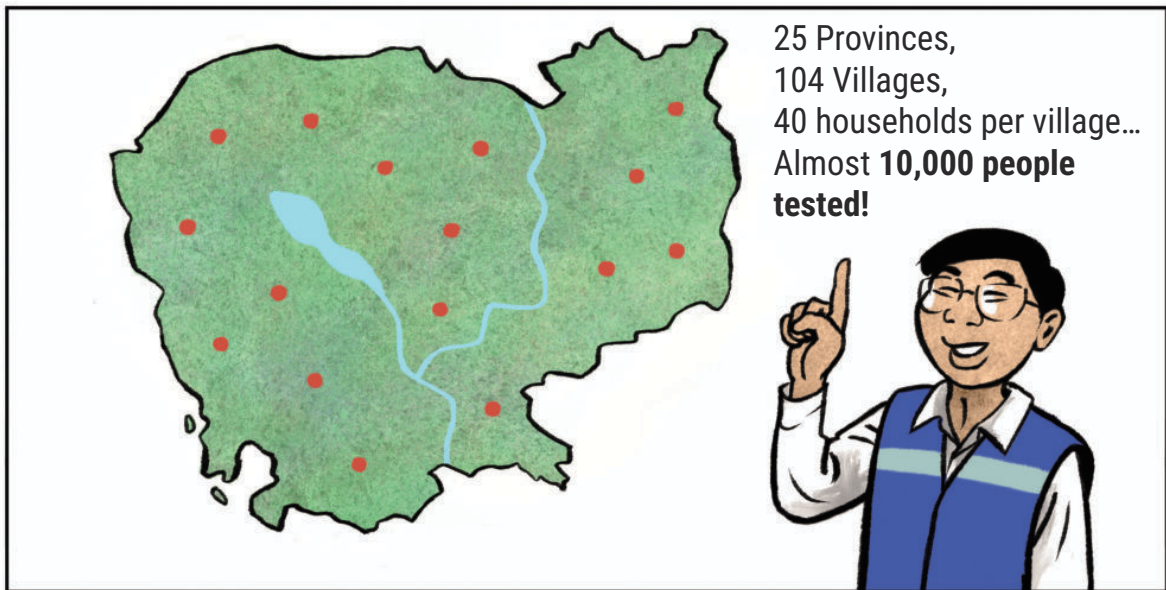 25 Provinces,
104 Villages,
40 households per village…
Almost 10,000 people
tested!